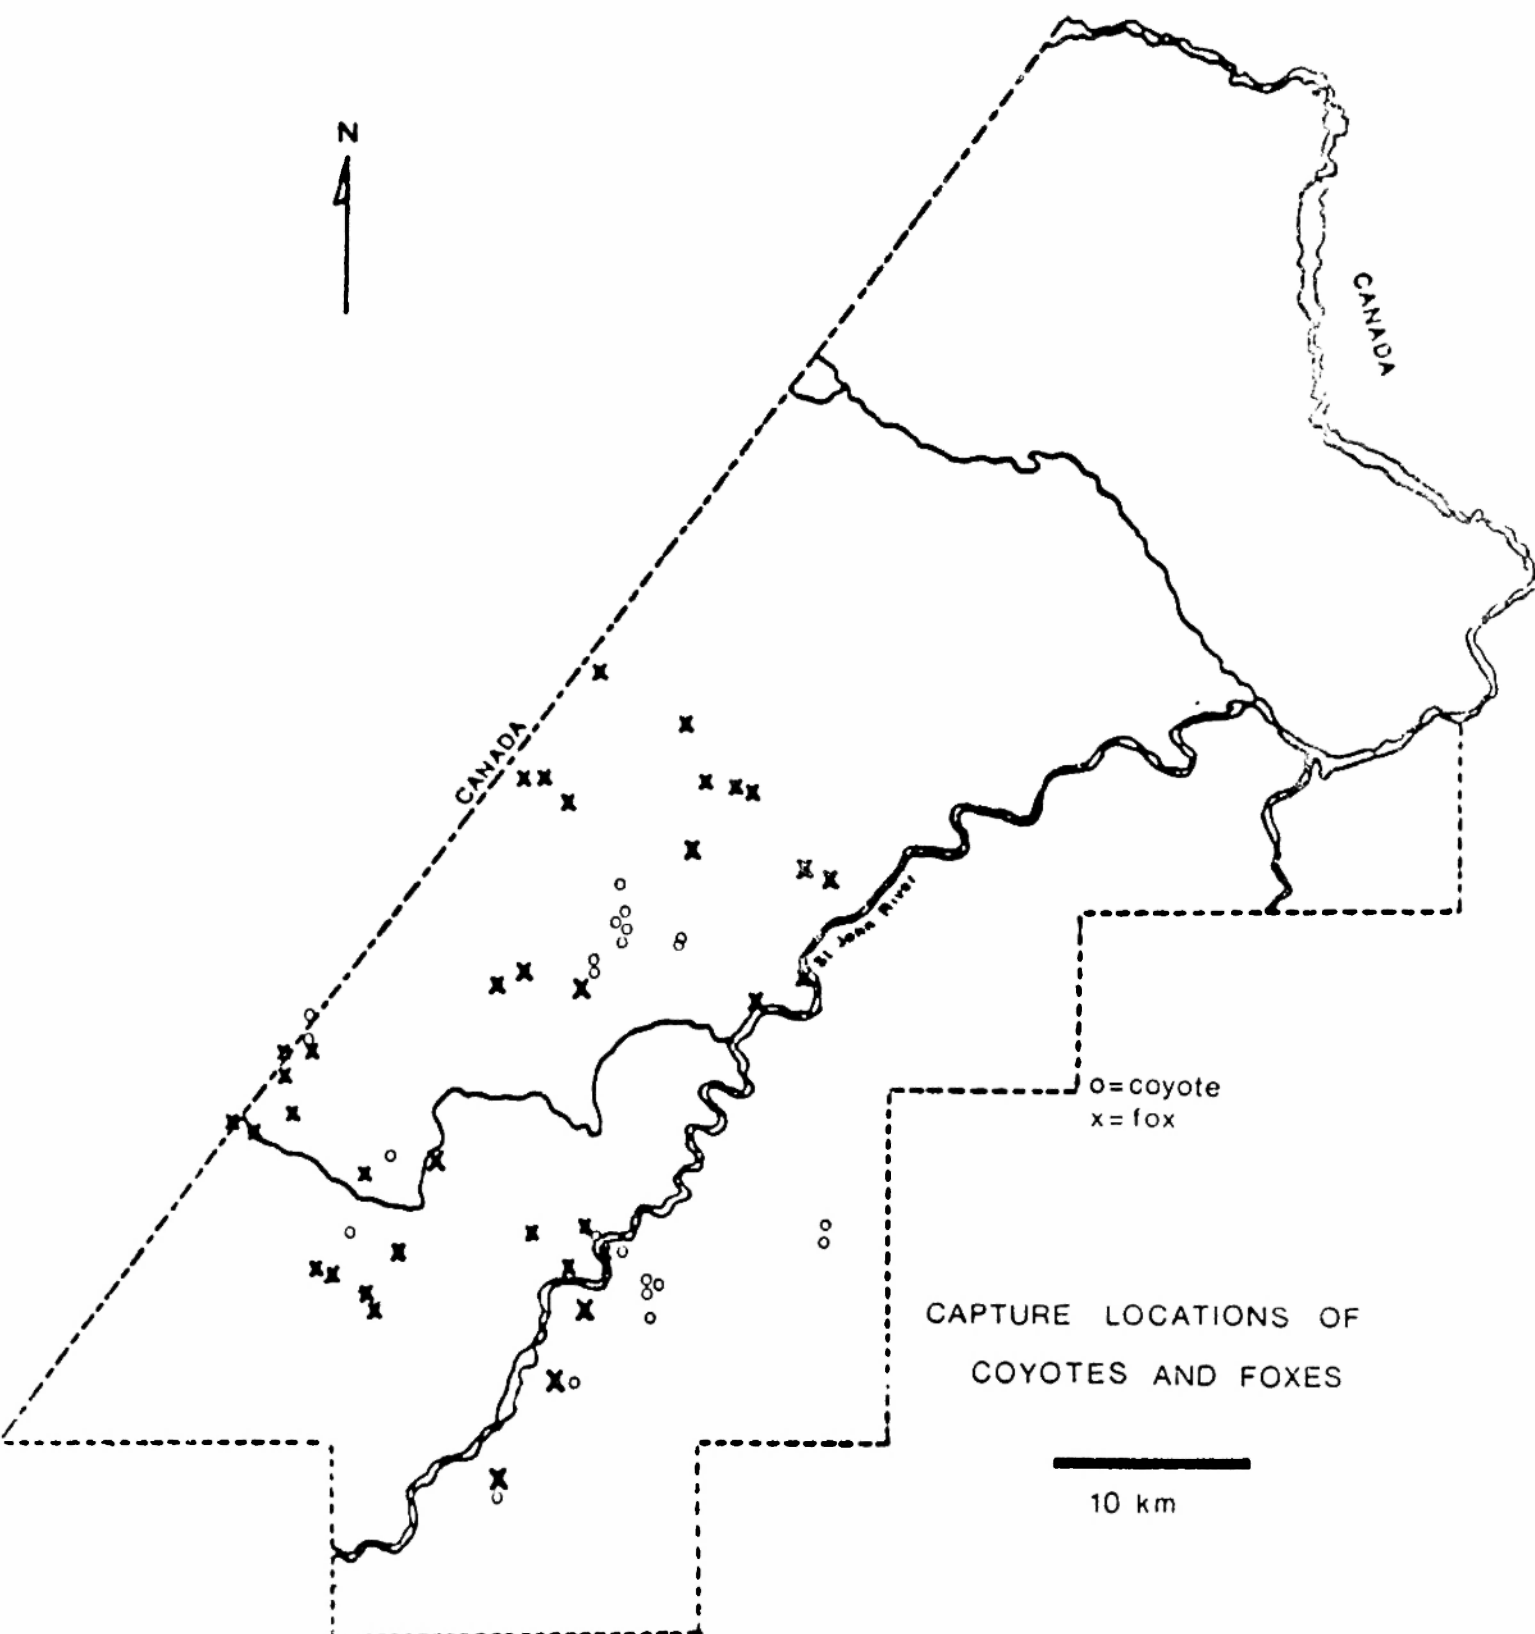 N
CANADA
CANADA
St John River
o=coyote
x=fox
CAPTURE LOCATIONS OF
COYOTES AND FOXES
10 km